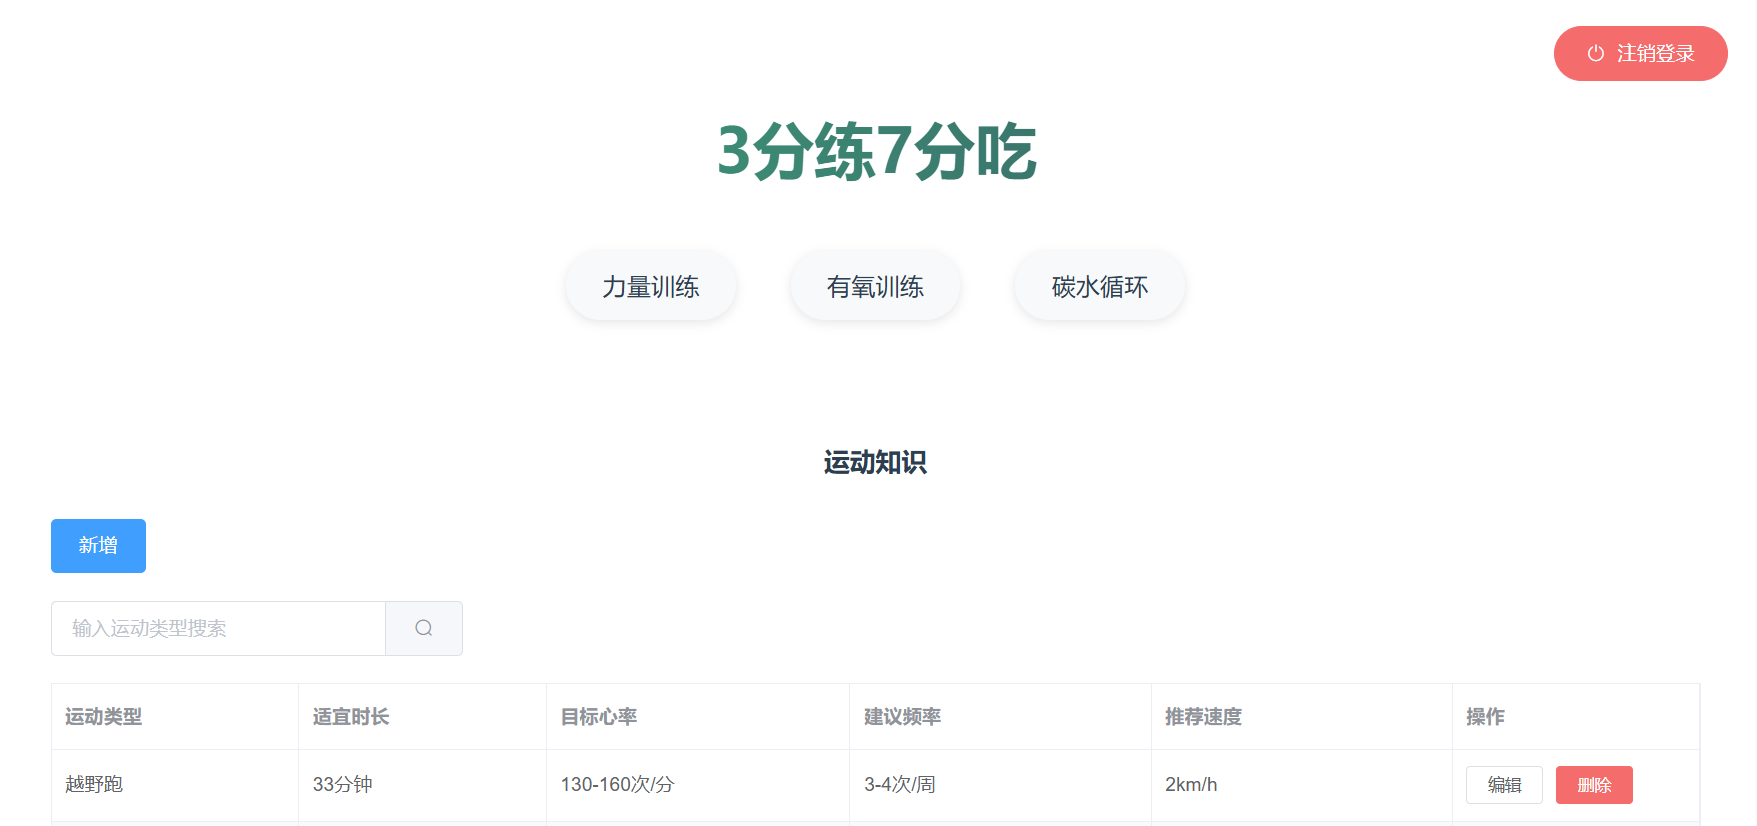 注销登录
3分练7分吃
力量训练 有氧训练 碳水循环
运动知识
新增
输入运动类型搜索
运动类型 适宜时长 目标心率 建议频率 推荐速度 操作
越野跑 33分钟 130-160次/分 3-4次/周 2km/h 编辑 删除